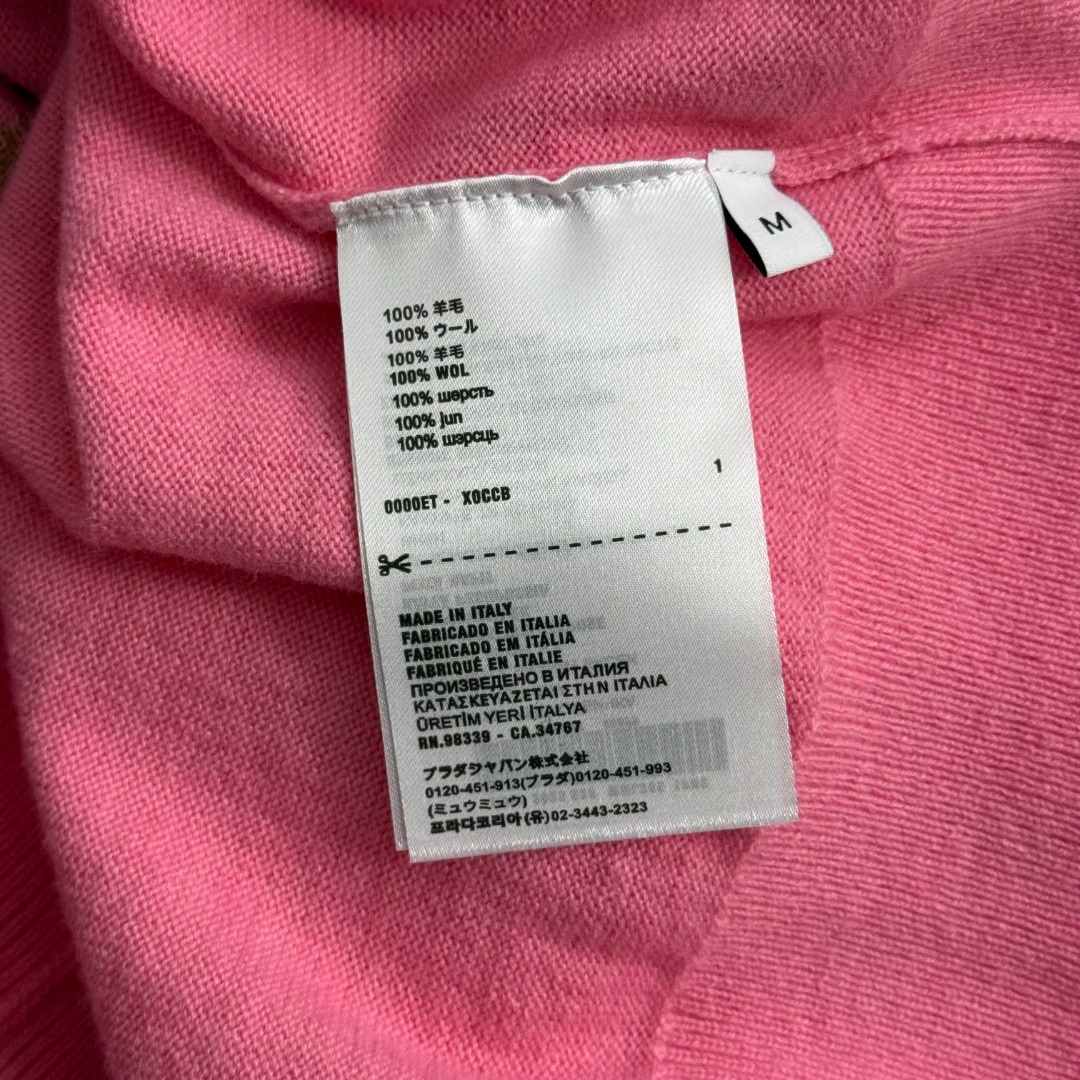 M
100% 羊毛
100% ウール
100% 羊毛
100% WOL
100% шерсть
100% jun
100% шэрсць
1
0000ET - X0CCB
MADE IN ITALY
FABRICADO EN ITALIA
FABRICADO EM ITÁLIA
FABRIQUÉ EN ITALIE
ПРОИЗВЕДЕНО В ИТАЛИЯ
ΚΑΤΑΣΚΕΥΑΖΕΤΑΙ ΣΤΗΝ ΙΤΑΛΙΑ
ÜRETİM YERİ İTALYA
RN.98339 - CA.34767
プラダジャパン株式会社
0120-451-913(プラダ)0120-451-993
(ミュウミュウ)
프라다코리아(유)02-3443-2323